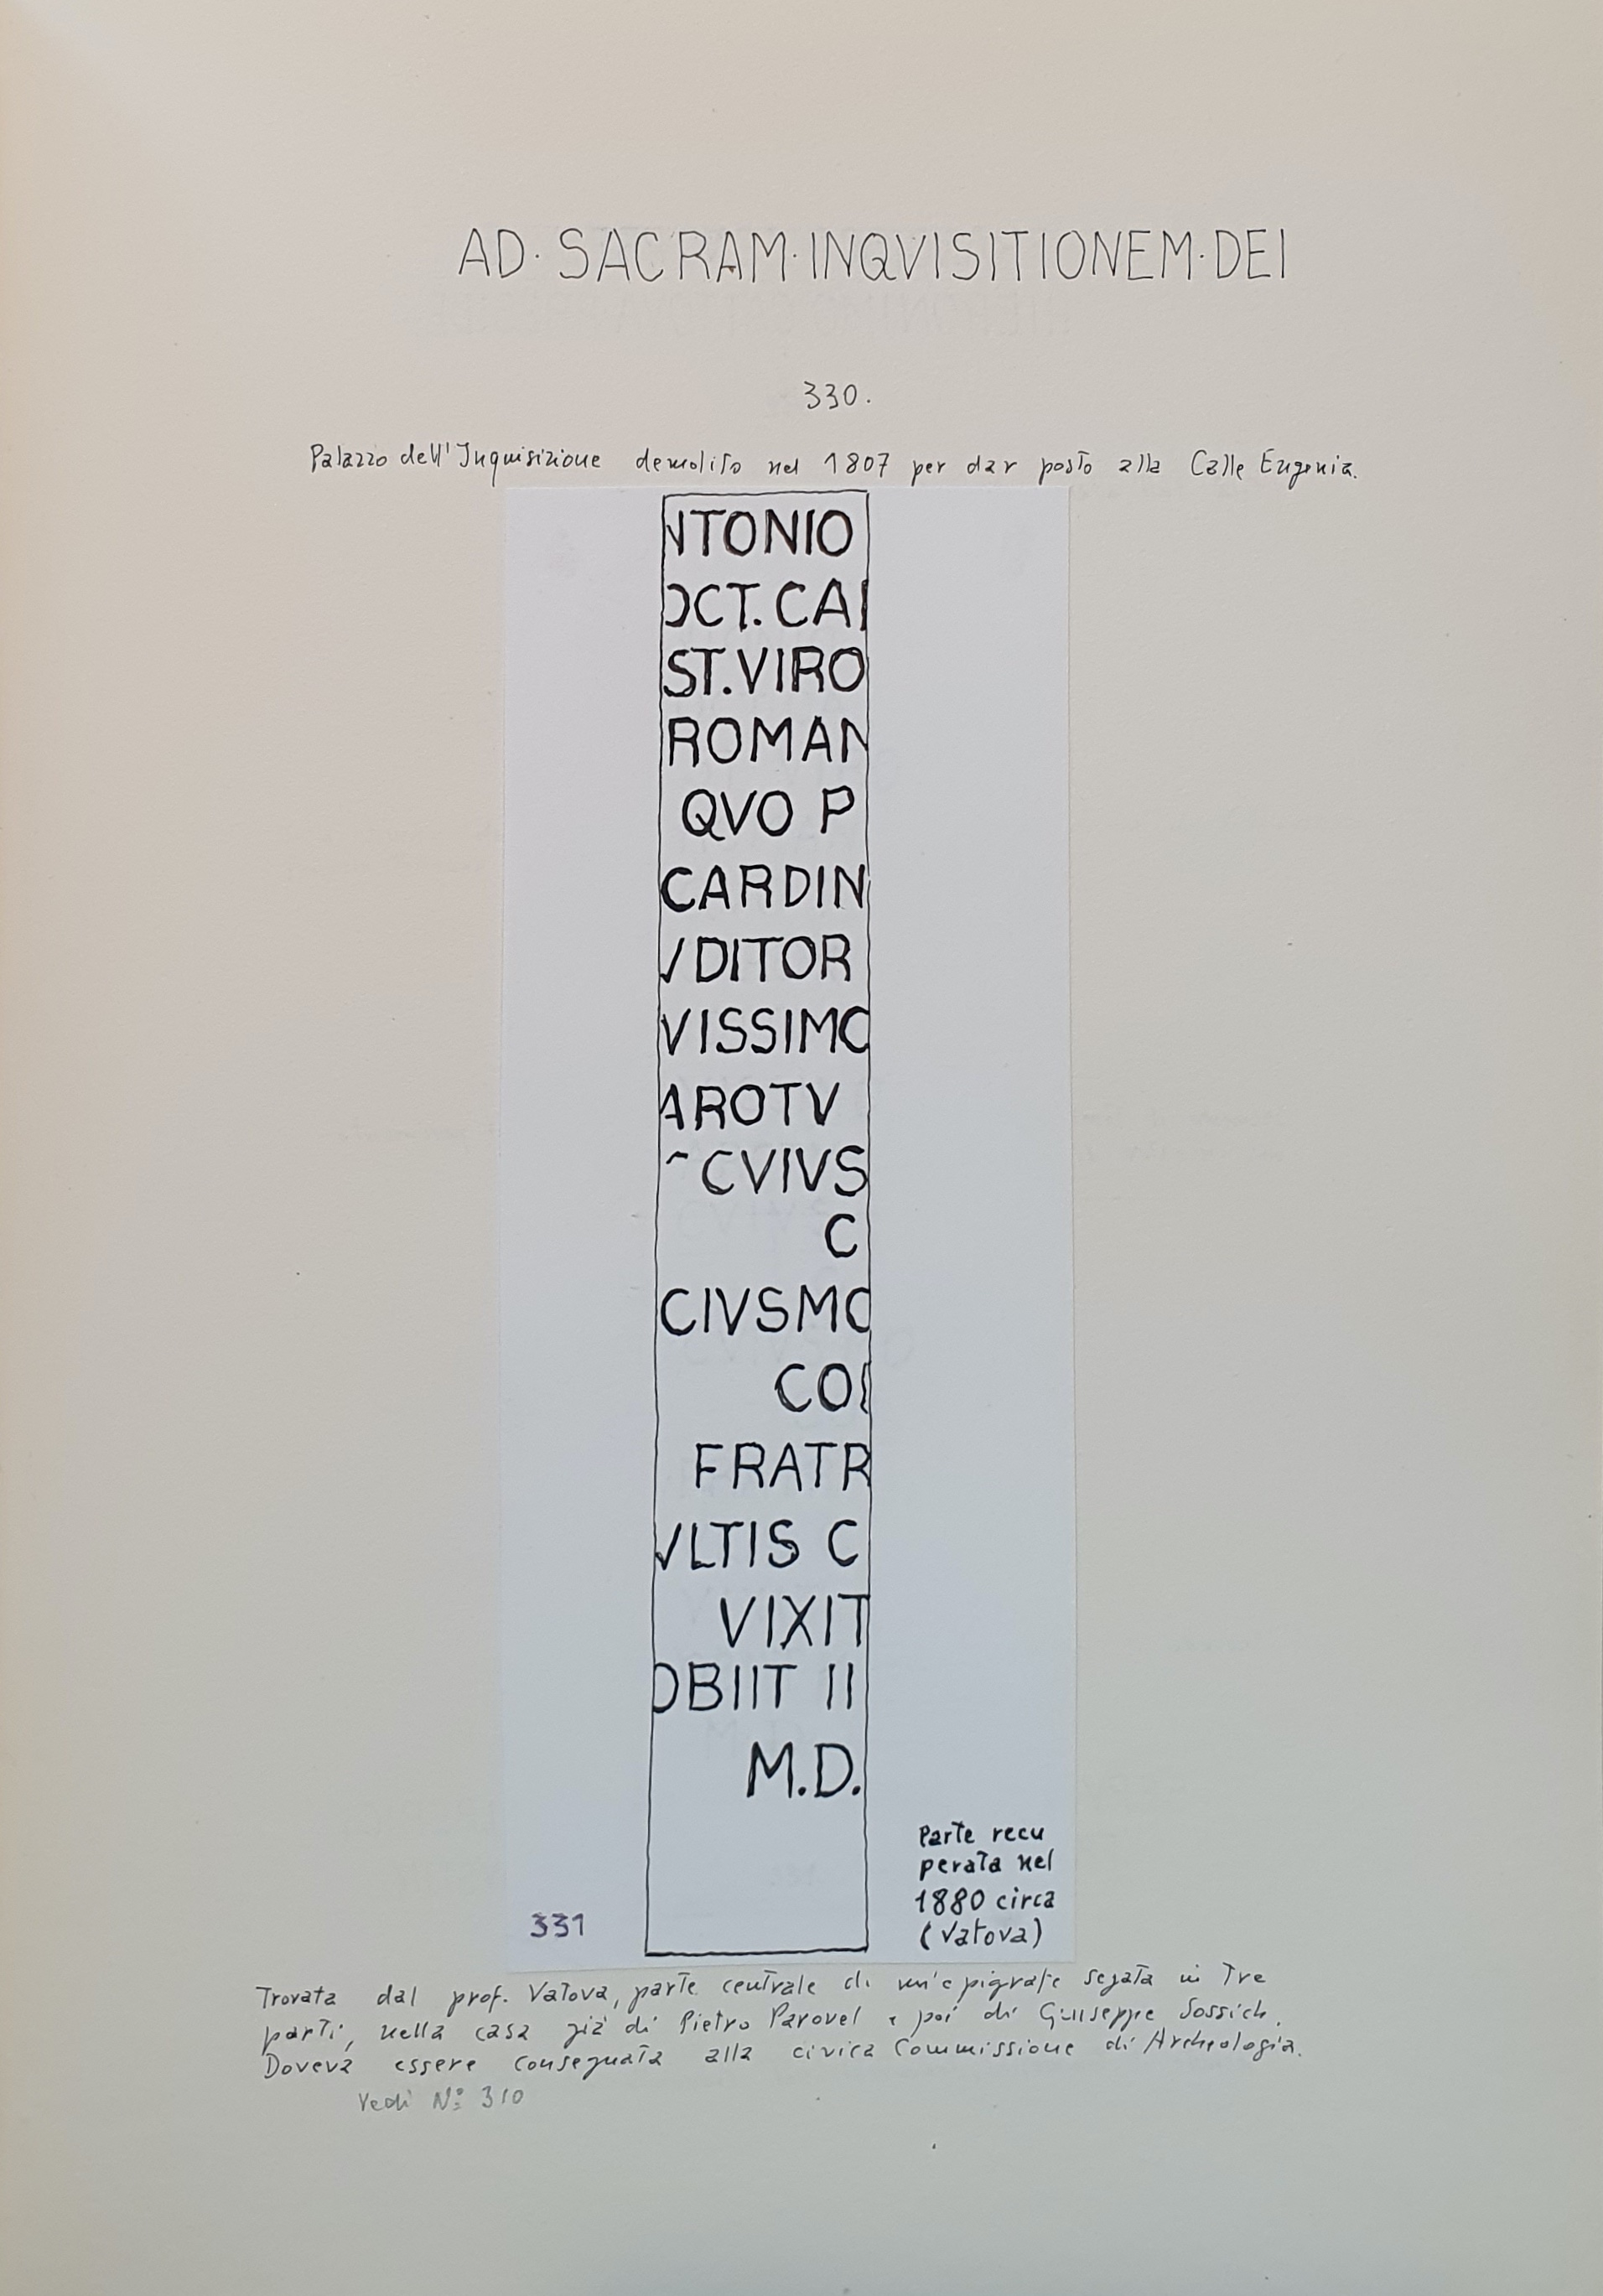 AD· SACRAM·INQVISITIONEM·DEI
330.
Palazzo dell'Inquisizione demolito nel 1807 per dar posto alla Calle Eugenia.
NTONIO
OCT.CAI
ST.VIRO
ROMAN
QVO P
CARDIN
VDITOR
VISSIMO
AROTV
CVIVS
C
CIVSMO
COI
FRATR
VLTIS C
VIXIT
OBIIT II
M.D.
Parte recu
perata nel
1880 circa
(Vatova)
331
Trovata dal prof. Vatova, parte centrale di un'epigrafe segata in tre
parti, nella casa già di Pietro Parovel e poi di Giuseppe Sossich.
Doveva essere consegnata alla civica Commissione di Archeologia.
Vedi N° 310